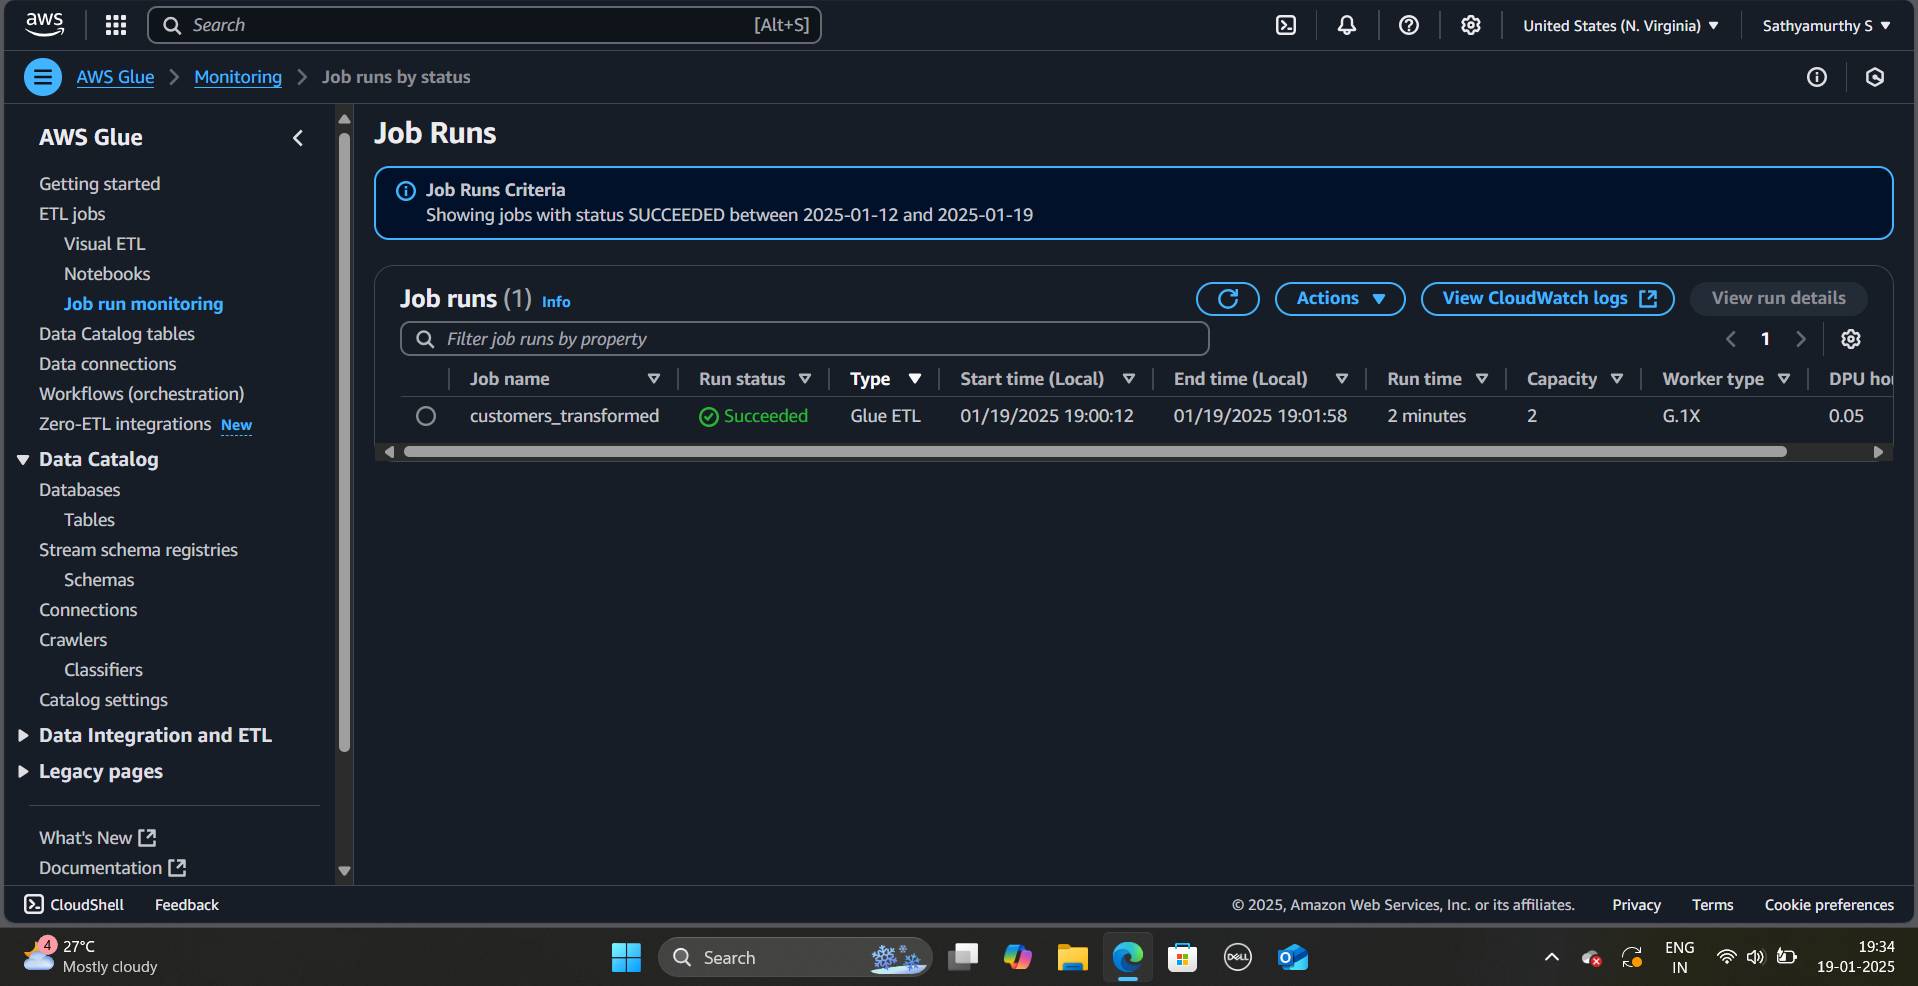 aws
Search [Alt+S]
United States (N. Virginia)
Sathyamurthy S
AWS Glue
Monitoring
Job runs by status
AWS Glue
Getting started
ETL jobs
Visual ETL
Notebooks
Job run monitoring
Data Catalog tables
Data connections
Workflows (orchestration)
Zero-ETL integrations New
Data Catalog
Databases
Tables
Stream schema registries
Schemas
Connections
Crawlers
Classifiers
Catalog settings
Data Integration and ETL
Legacy pages
What's New
Documentation
Job Runs
Job Runs Criteria
Showing jobs with status SUCCEEDED between 2025-01-12 and 2025-01-19
Job runs (1) Info
Actions
View CloudWatch logs
View run details
Filter job runs by property
1
Job name Run status Type Start time (Local) End time (Local) Run time Capacity Worker type DPU hou
customers_transformed Succeeded Glue ETL 01/19/2025 19:00:12 01/19/2025 19:01:58 2 minutes 2 G.1X 0.05
CloudShell Feedback
© 2025, Amazon Web Services, Inc. or its affiliates. Privacy Terms Cookie preferences
4
27°C
Mostly cloudy
Search
DELL
ENG
IN
19:34
19-01-2025